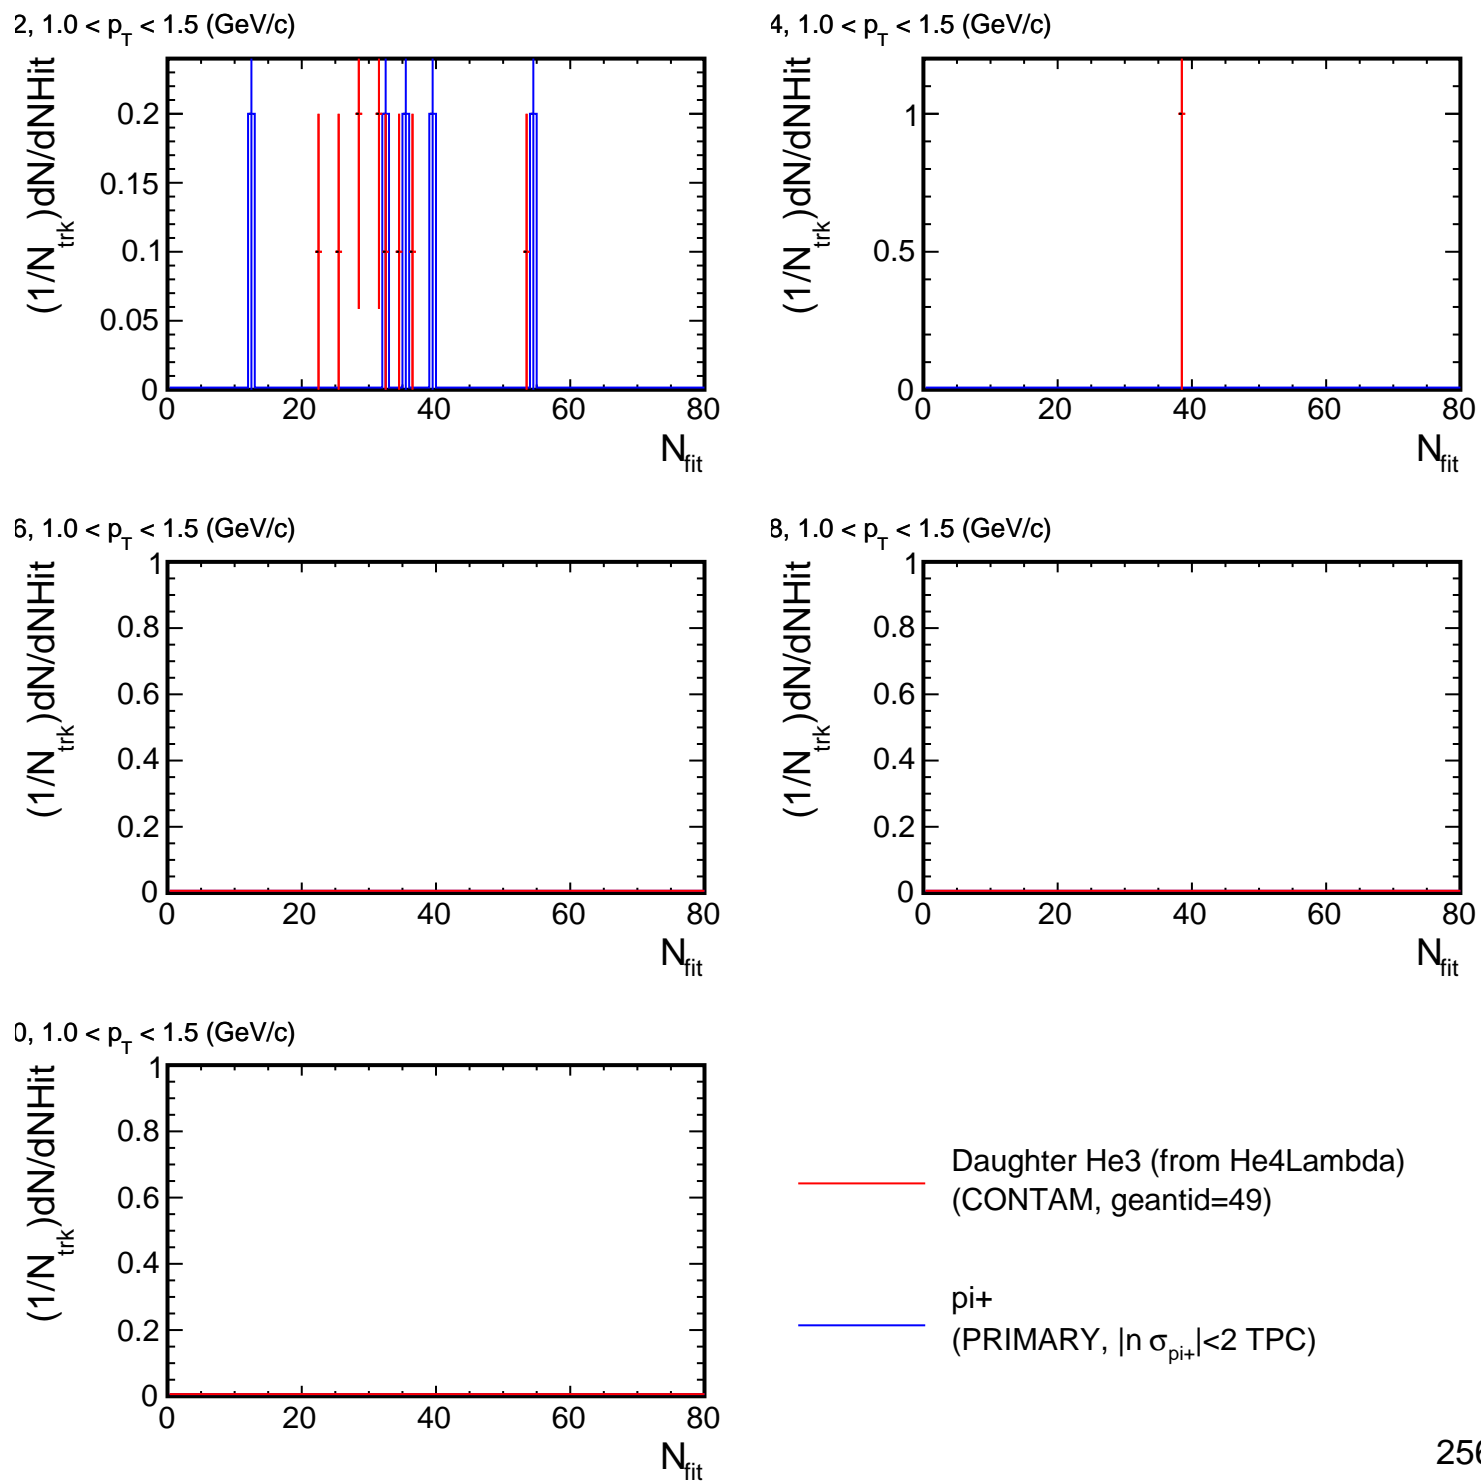 2, 1.0 < p_T < 1.5 (GeV/c)
(1/N_trk)dN/dNHit
0.2
0.15
0.1
0.05
0
0 20 40 60 80
N_fit
4, 1.0 < p_T < 1.5 (GeV/c)
(1/N_trk)dN/dNHit
1
0.5
0
0 20 40 60 80
N_fit
6, 1.0 < p_T < 1.5 (GeV/c)
(1/N_trk)dN/dNHit
1
0.8
0.6
0.4
0.2
0
0 20 40 60 80
N_fit
8, 1.0 < p_T < 1.5 (GeV/c)
(1/N_trk)dN/dNHit
1
0.8
0.6
0.4
0.2
0
0 20 40 60 80
N_fit
0, 1.0 < p_T < 1.5 (GeV/c)
(1/N_trk)dN/dNHit
1
0.8
0.6
0.4
0.2
0
0 20 40 60 80
N_fit
Daughter He3 (from He4Lambda)
(CONTAM, geantid=49)
pi+
(PRIMARY, |n σ_pi+|<2 TPC)
256